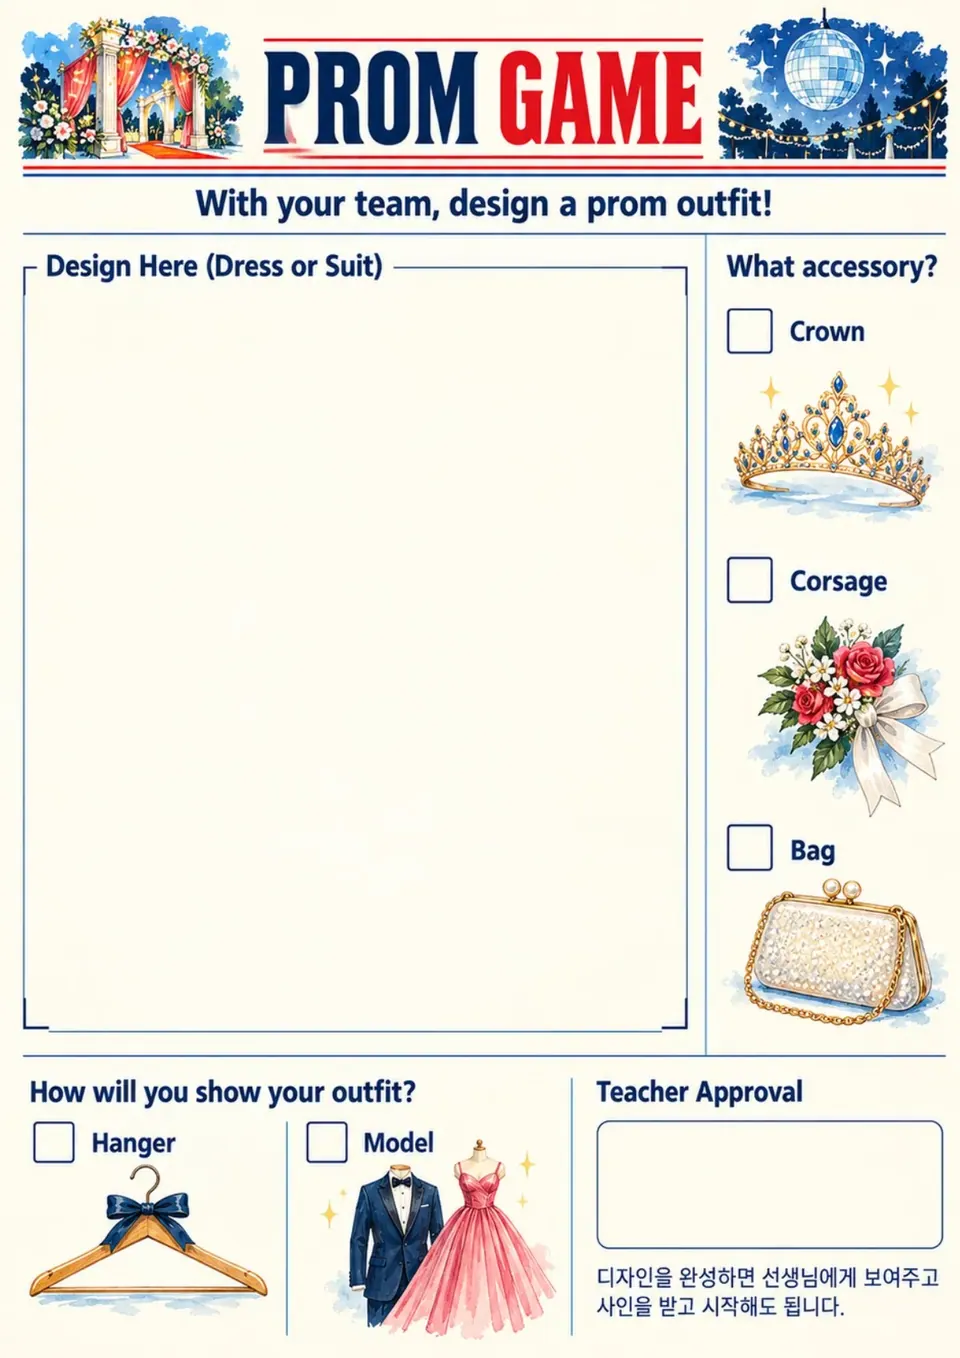 PROM GAME
With your team, design a prom outfit!
Design Here (Dress or Suit)
What accessory?
Crown
Corsage
Bag
How will you show your outfit?
Hanger
Model
Teacher Approval
디자인을 완성하면 선생님에게 보여주고
사인을 받고 시작해도 됩니다.